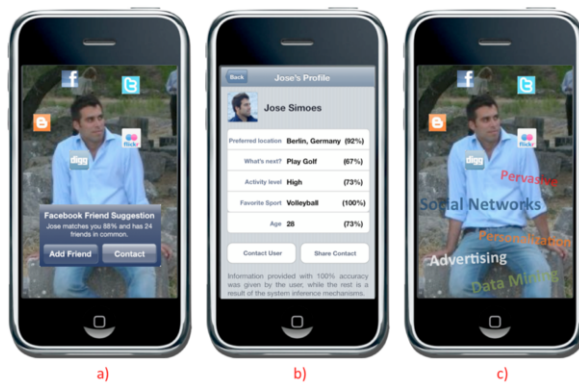 f
t
digg
flickr
Facebook Friend Suggestion
Jose matches you 88% and has 24
friends in common.
Add Friend
Contact
a)
Back
Jose's Profile
Jose Simoes
Preferred location Berlin, Germany (92%)
What's next? Play Golf (67%)
Activity level High (73%)
Favorite Sport Volleyball (100%)
Age 28 (73%)
Contact User
Share Contact
Information provided with 100% accuracy
was given by the user, while the rest is a
result of the system inference mechanisms.
b)
f
t
flickr
digg
Pervasive
Social Networks
Personalization
Advertising
Data Mining
c)